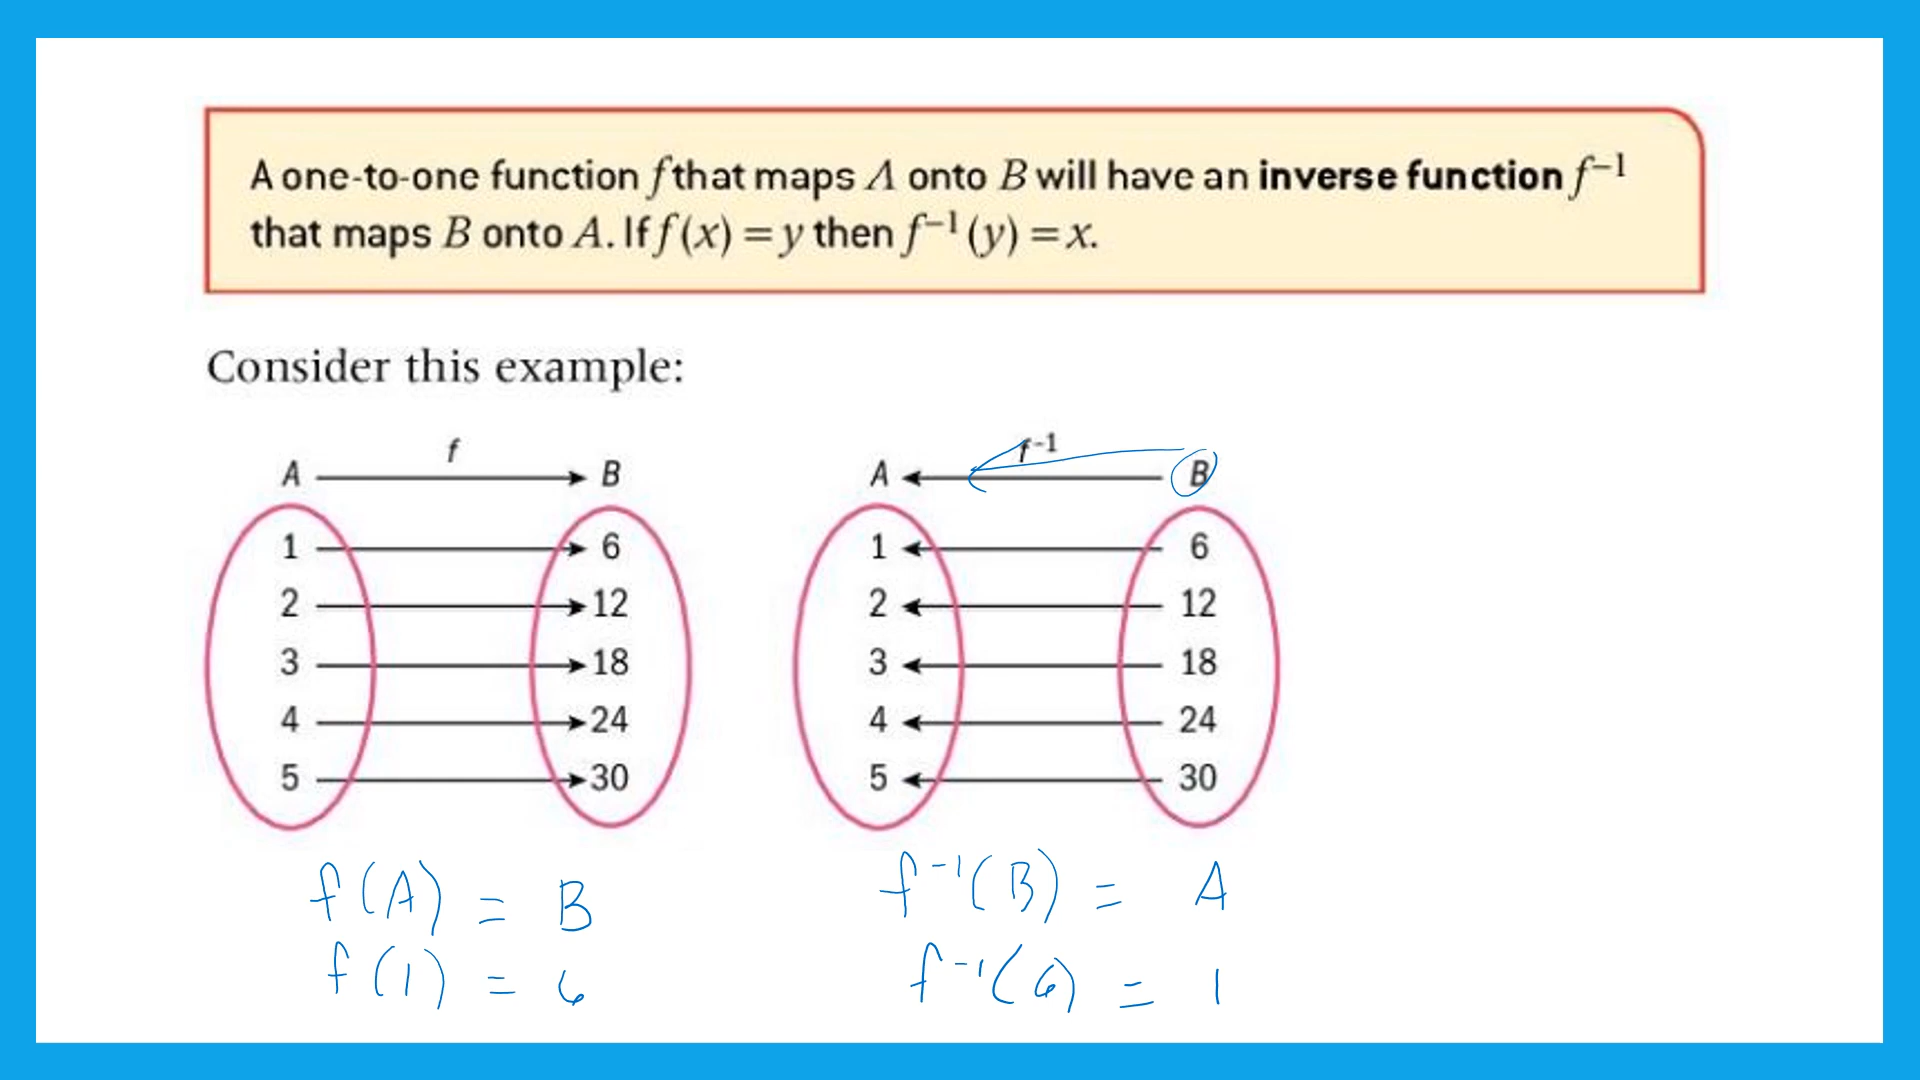 A one-to-one function f that maps A onto B will have an inverse function f⁻¹
that maps B onto A. If f(x) = y then f⁻¹(y) = x.
Consider this example:
f
A B
1 6
2 12
3 18
4 24
5 30
f⁻¹
A B
1 6
2 12
3 18
4 24
5 30
f(A) = B
f(1) = 6
f⁻¹(B) = A
f⁻¹(6) = 1